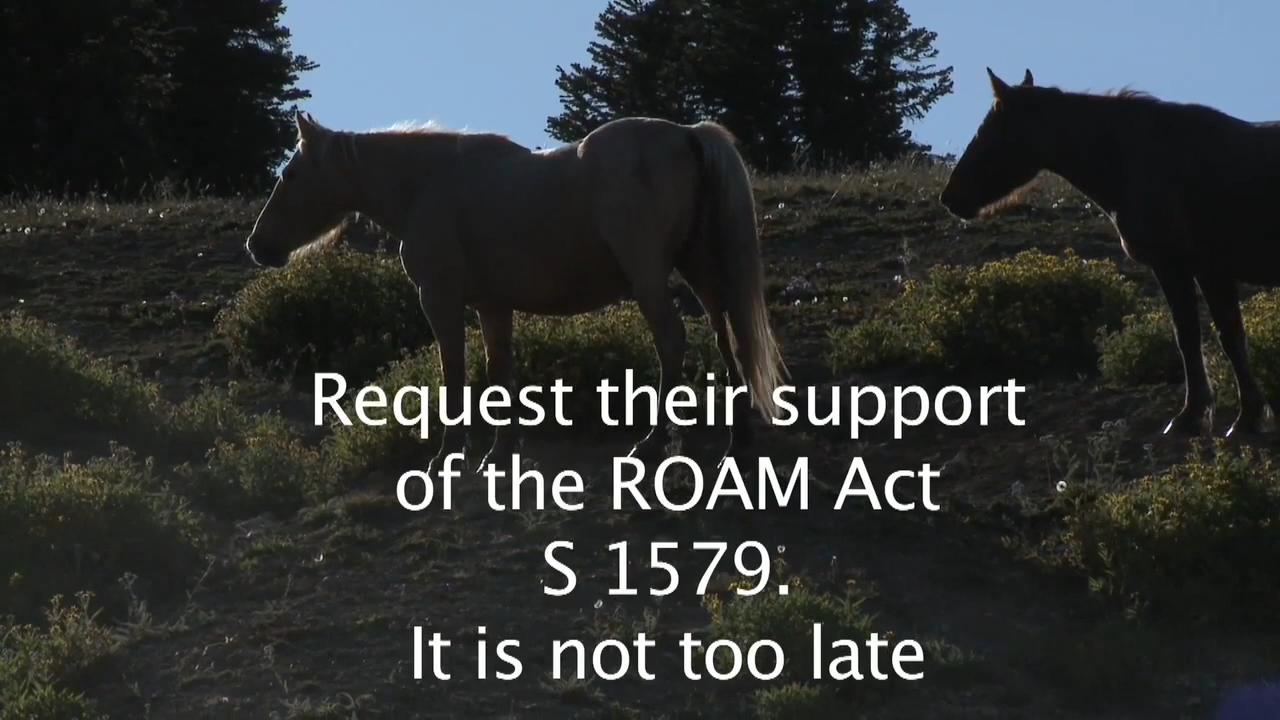 Request their support
of the ROAM Act
S 1579.
It is not too late